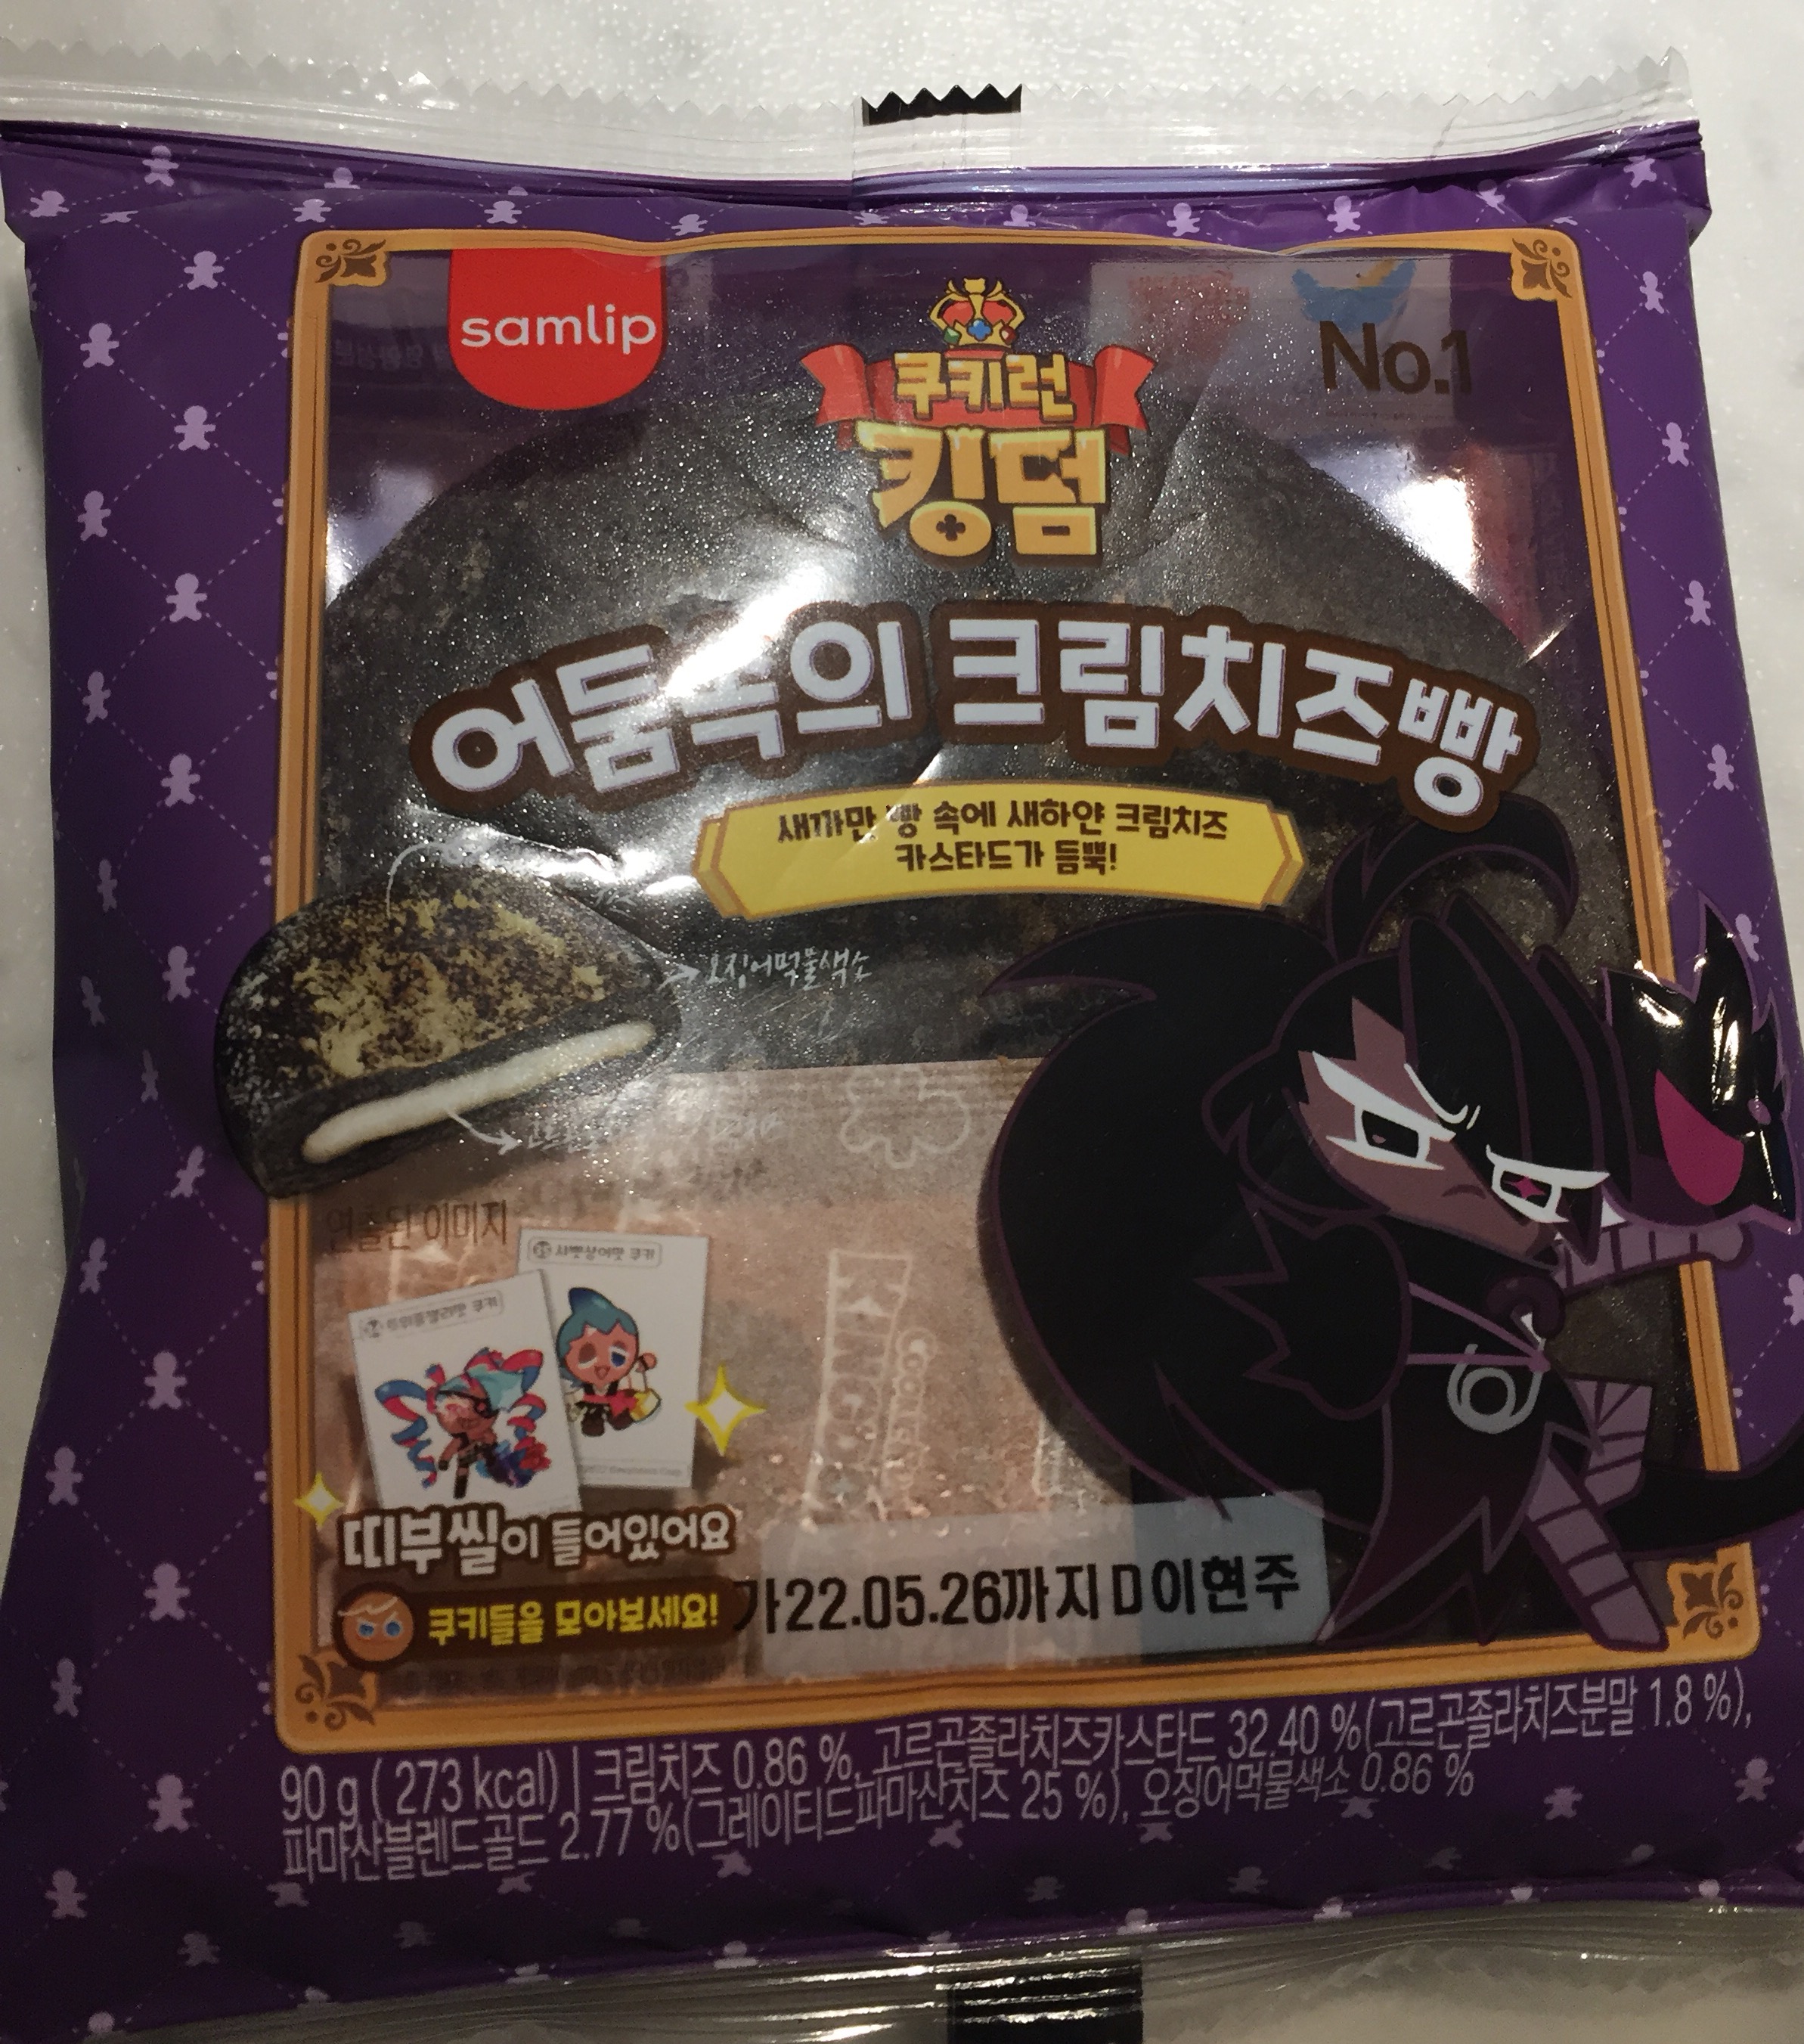 samlip
쿠키런
킹덤
No.1
어둠속의 크림치즈빵
새까만 빵 속에 새하얀 크림치즈
카스타드가 듬뿍!
오징어먹물색소
연출된 이미지
KINGD
띠부씰이 들어있어요
쿠키들을 모아보세요!
가22.05.26까지 D이현주
90 g ( 273 kcal) | 크림치즈 0.86 %, 고르곤졸라치즈카스타드 32.40 %(고르곤졸라치즈분말 1.8 %),
파마산블렌드골드 2.77 %(그레이티드파마산치즈 25 %), 오징어먹물색소 0.86 %